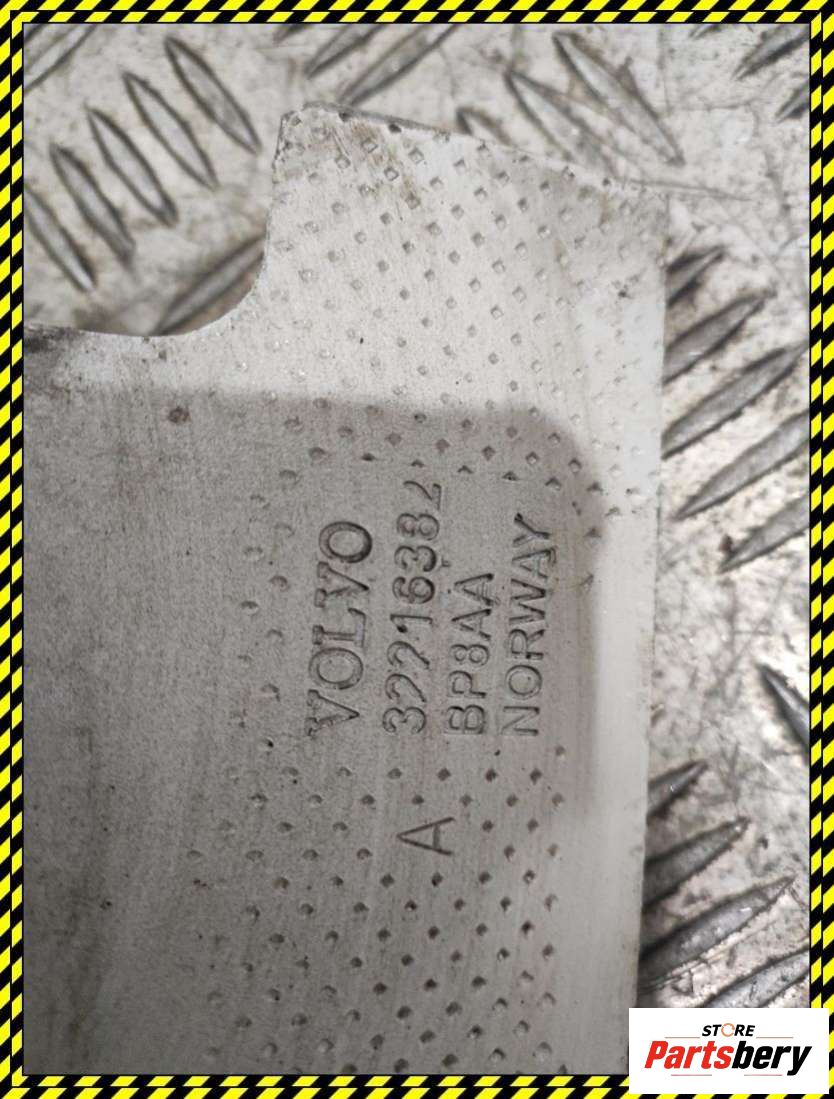 VOLVO
32216382
BP8AA
NORWAY
A
STORE
Partsbery